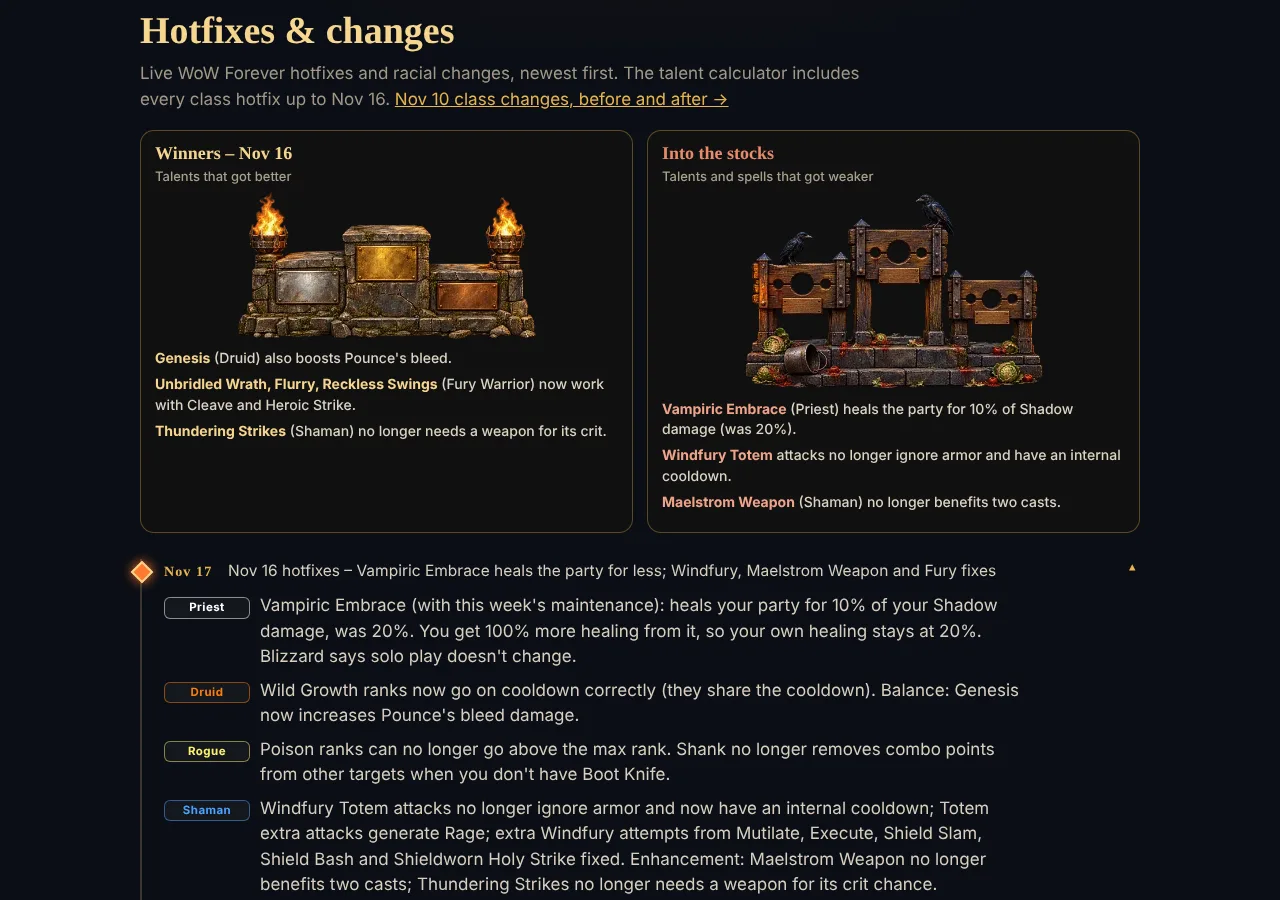 Hotfixes & changes
Live WoW Forever hotfixes and racial changes, newest first. The talent calculator includes
every class hotfix up to Nov 16. Nov 10 class changes, before and after →
Winners – Nov 16
Talents that got better
Genesis (Druid) also boosts Pounce's bleed.
Unbridled Wrath, Flurry, Reckless Swings (Fury Warrior) now work
with Cleave and Heroic Strike.
Thundering Strikes (Shaman) no longer needs a weapon for its crit.
Into the stocks
Talents and spells that got weaker
Vampiric Embrace (Priest) heals the party for 10% of Shadow
damage (was 20%).
Windfury Totem attacks no longer ignore armor and have an internal
cooldown.
Maelstrom Weapon (Shaman) no longer benefits two casts.
Nov 17 Nov 16 hotfixes – Vampiric Embrace heals the party for less; Windfury, Maelstrom Weapon and Fury fixes ▲
Priest Vampiric Embrace (with this week's maintenance): heals your party for 10% of your Shadow
damage, was 20%. You get 100% more healing from it, so your own healing stays at 20%.
Blizzard says solo play doesn't change.
Druid Wild Growth ranks now go on cooldown correctly (they share the cooldown). Balance: Genesis
now increases Pounce's bleed damage.
Rogue Poison ranks can no longer go above the max rank. Shank no longer removes combo points
from other targets when you don't have Boot Knife.
Shaman Windfury Totem attacks no longer ignore armor and now have an internal cooldown; Totem
extra attacks generate Rage; extra Windfury attempts from Mutilate, Execute, Shield Slam,
Shield Bash and Shieldworn Holy Strike fixed. Enhancement: Maelstrom Weapon no longer
benefits two casts; Thundering Strikes no longer needs a weapon for its crit chance.